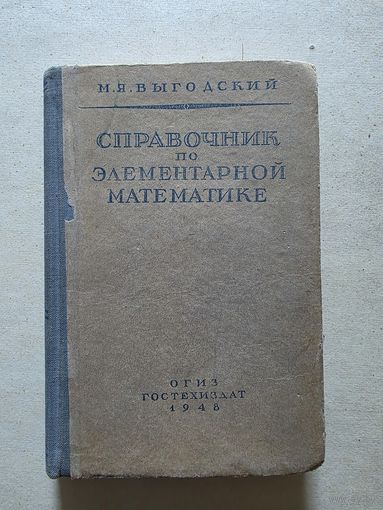 М.Я.ВЫГОДСКИЙ
СПРАВОЧНИК
ПО
ЭЛЕМЕНТАРНОЙ
МАТЕМАТИКЕ
ОГИЗ
ГОСТЕХИЗДАТ
1948